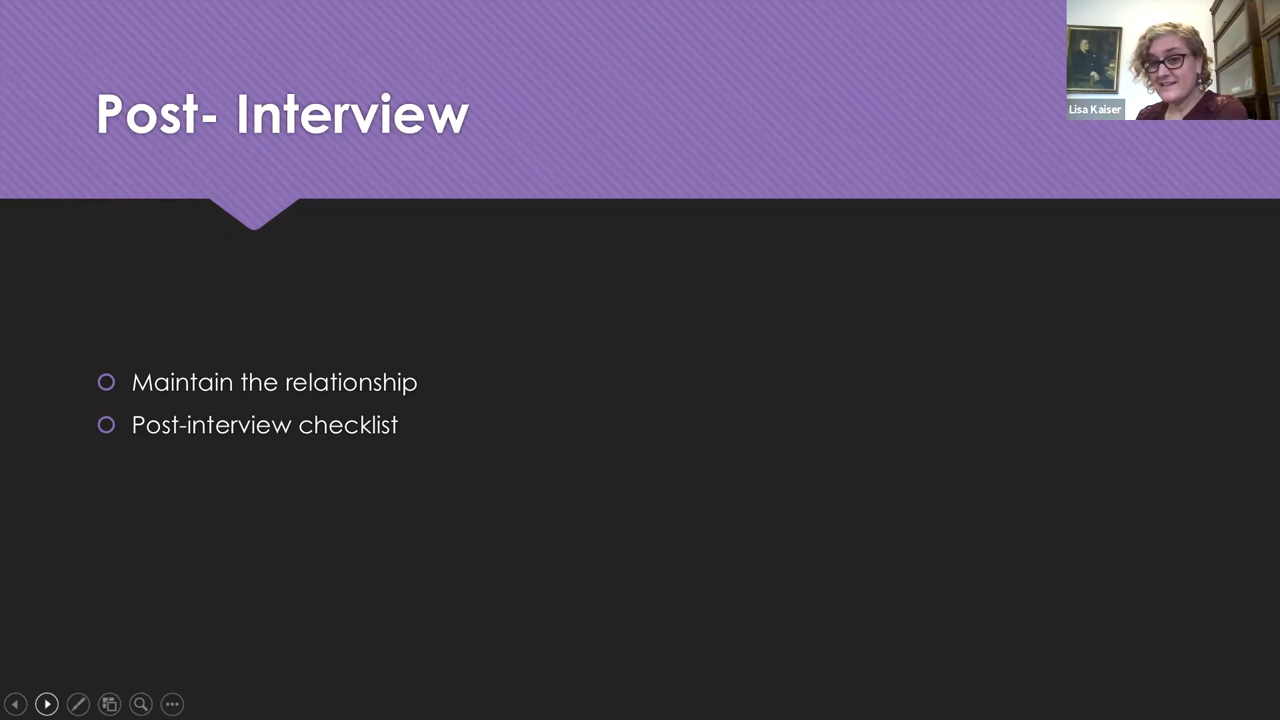 Post- Interview
Lisa Kaiser
Maintain the relationship
Post-interview checklist